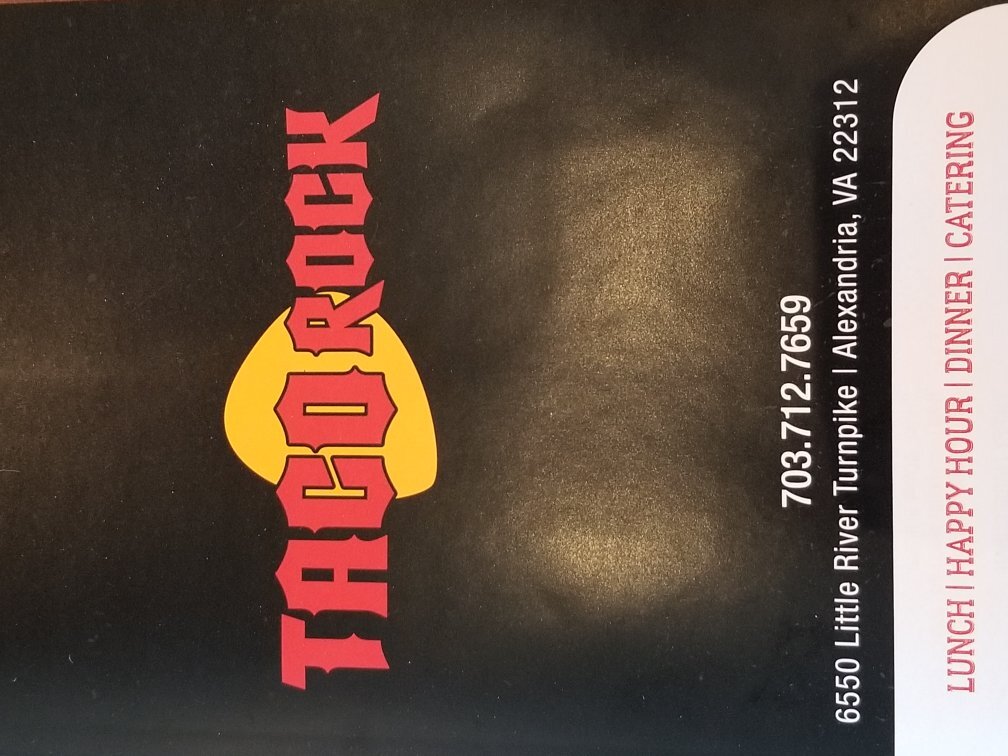 TACO ROCK
703.712.7659
6550 Little River Turnpike | Alexandria, VA 22312
LUNCH | HAPPY HOUR | DINNER | CATERING